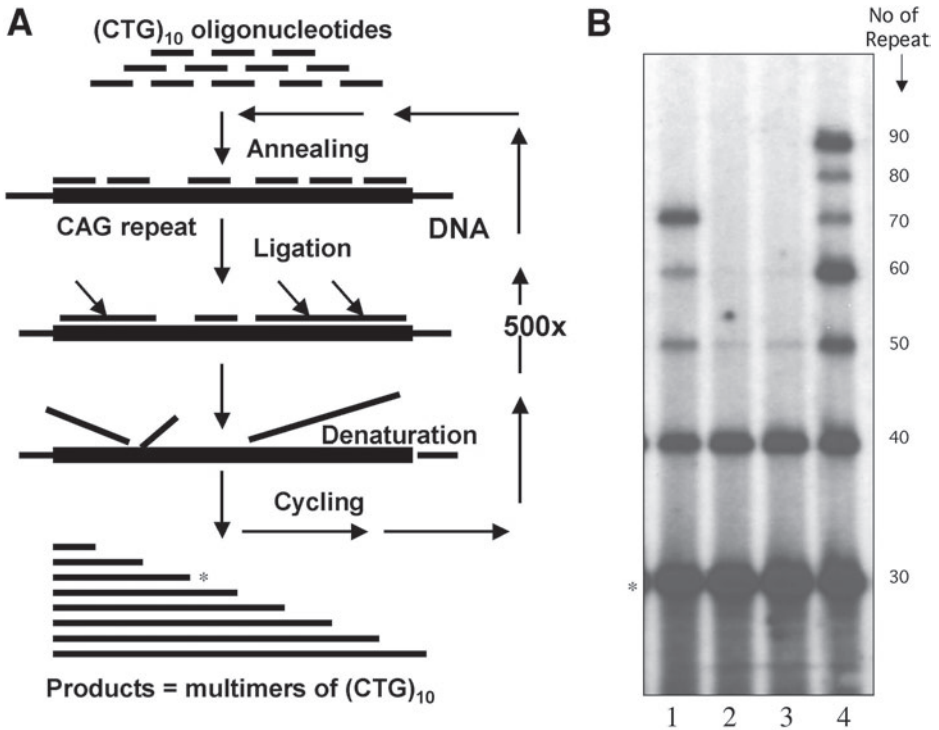 A
(CTG)10 oligonucleotides
Annealing
CAG repeat
DNA
Ligation
500x
Denaturation
Cycling
*
Products = multimers of (CTG)10
B
No of
Repeat
90
80
70
60
50
40
30
*
1 2 3 4